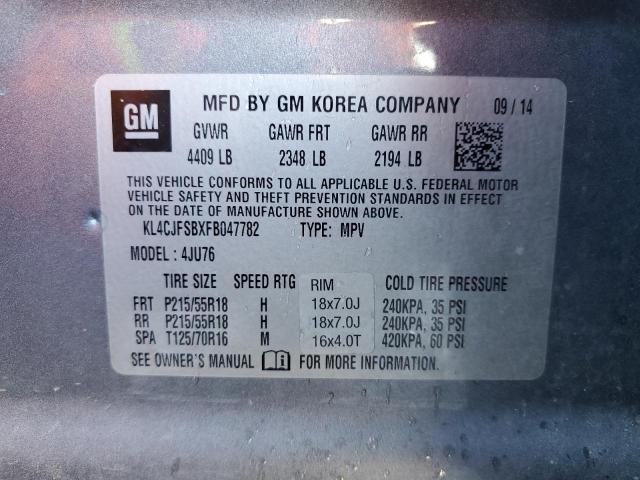 GM MFD BY GM KOREA COMPANY 09 / 14
GVWR GAWR FRT GAWR RR
4409 LB 2348 LB 2194 LB
THIS VEHICLE CONFORMS TO ALL APPLICABLE U.S. FEDERAL MOTOR
VEHICLE SAFETY AND THEFT PREVENTION STANDARDS IN EFFECT
ON THE DATE OF MANUFACTURE SHOWN ABOVE.
KL4CJFSBXFB047782 TYPE: MPV
MODEL : 4JU76
TIRE SIZE SPEED RTG RIM COLD TIRE PRESSURE
FRT P215/55R18 H 18x7.0J 240KPA, 35 PSI
RR P215/55R18 H 18x7.0J 240KPA, 35 PSI
SPA T125/70R16 M 16x4.0T 420KPA, 60 PSI
SEE OWNER'S MANUAL FOR MORE INFORMATION.